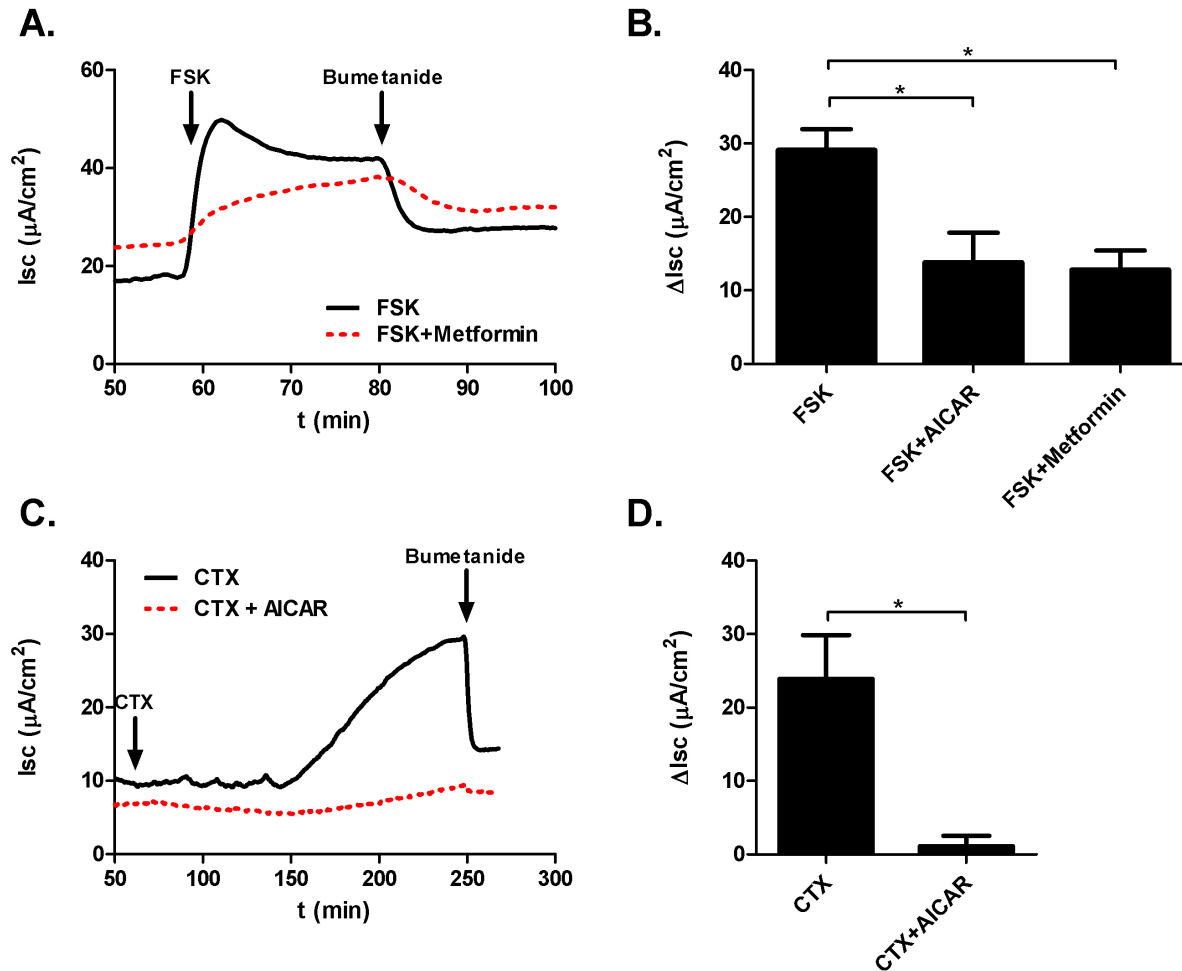 A.
60
40
20
0
Isc (μA/cm²)
FSK
Bumetanide
FSK
FSK+Metformin
50
60
70
80
90
100
t (min)
B.
*
*
40
30
20
10
0
ΔIsc (μA/cm²)
FSK
FSK+AICAR
FSK+Metformin
C.
40
30
20
10
0
Isc (μA/cm²)
CTX
CTX + AICAR
Bumetanide
CTX
50
100
150
200
250
300
t (min)
D.
*
40
30
20
10
0
ΔIsc (μA/cm²)
CTX
CTX+AICAR